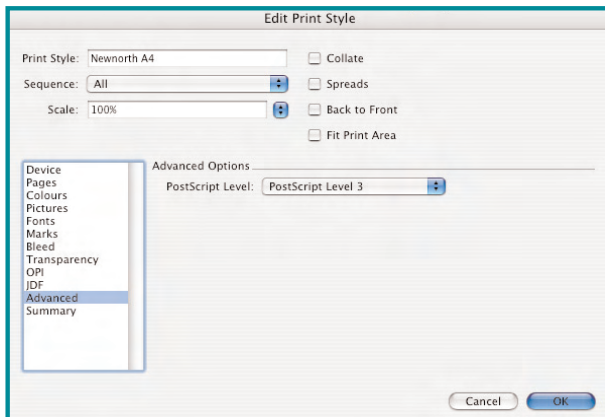 Edit Print Style
Print Style: Newnorth A4
Collate
Sequence: All
Spreads
Scale: 100%
Back to Front
Fit Print Area
Device
Pages
Colours
Pictures
Fonts
Marks
Bleed
Transparency
OPI
JDF
Advanced
Summary
Advanced Options
PostScript Level: PostScript Level 3
Cancel OK